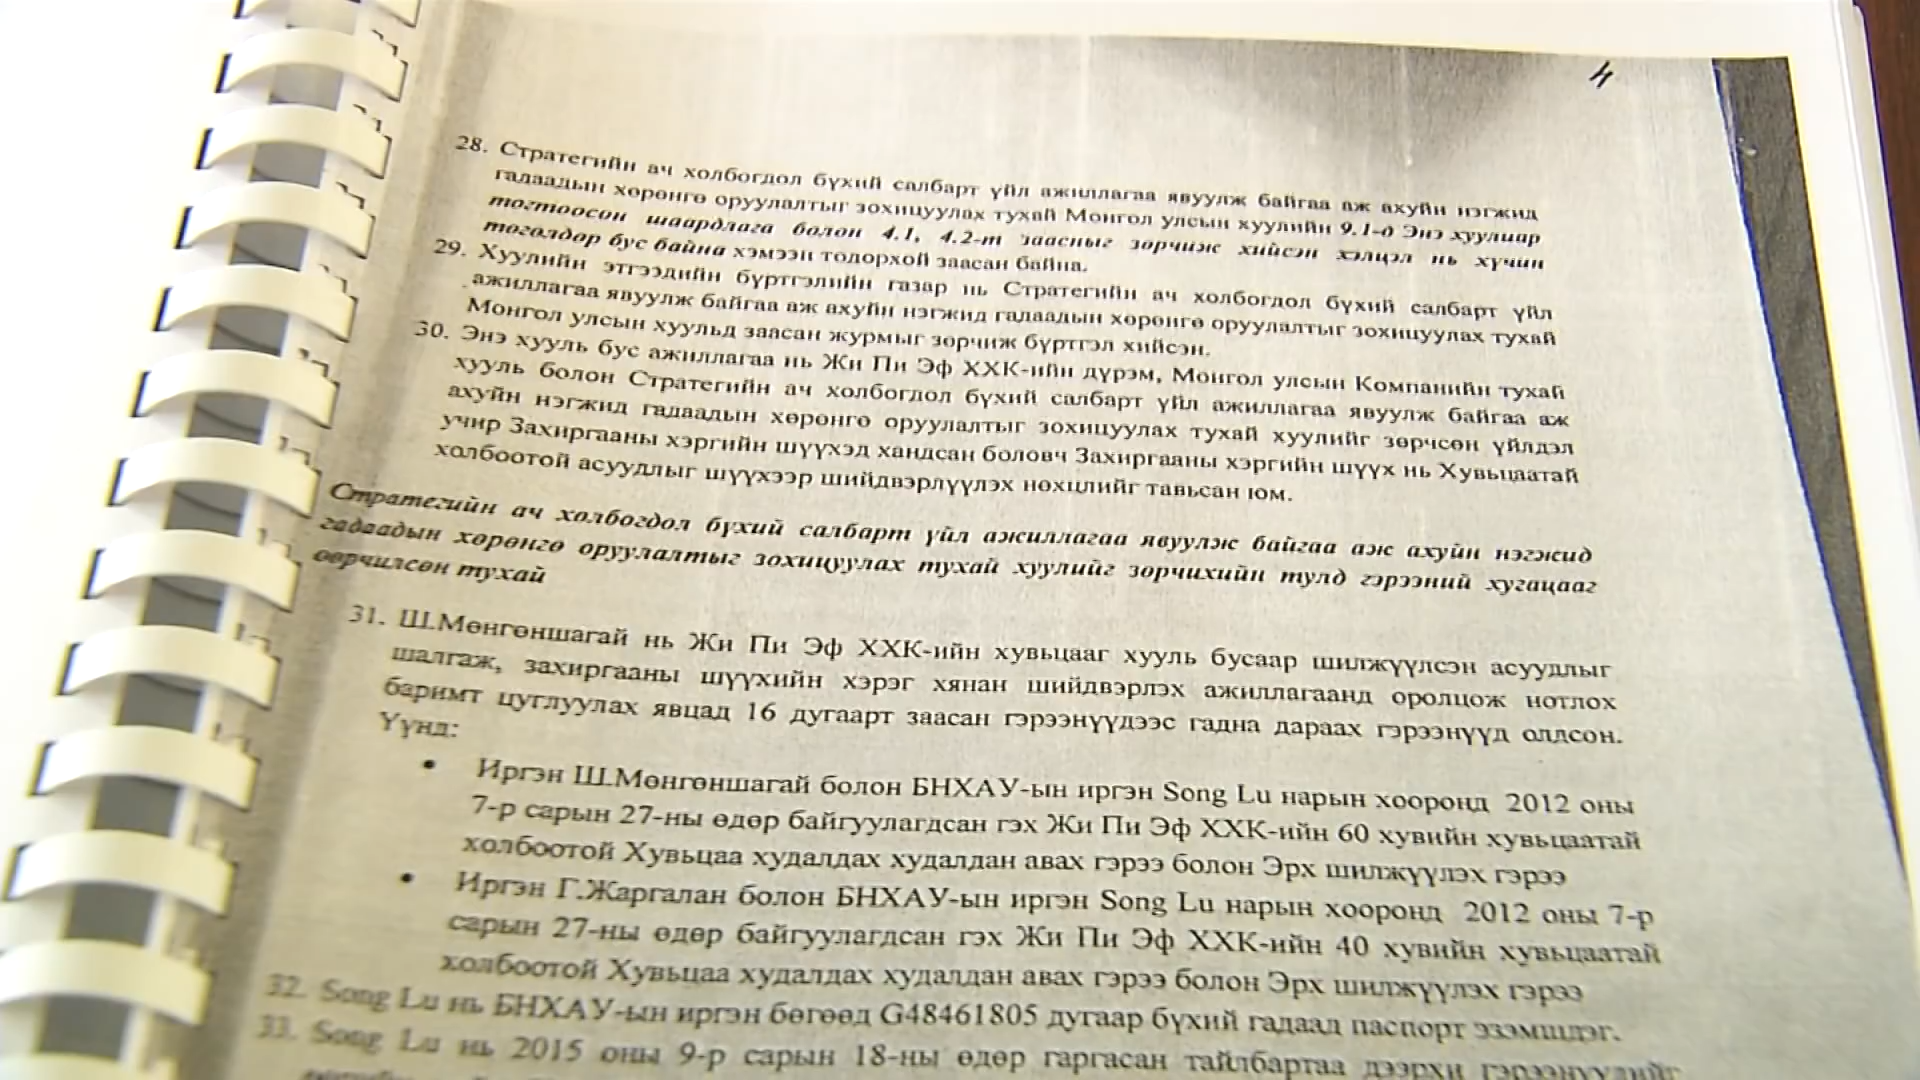 4
28. Стратегийн ач холбогдол бүхий салбарт үйл ажиллагаа явуулж байгаа аж ахуйн нэгжид
гадаадын хөрөнгө оруулалтыг зохицуулах тухай Монгол улсын хуулийн 9.1-д Энэ хуулиар
тогтоосон шаардлага болон 4.1, 4.2-т заасныг зөрчиж хийсэн хэлцэл нь хүчин
төгөлдөр бус байна хэмээн тодорхой заасан байна.
29. Хуулийн этгээдийн бүртгэлийн газар нь Стратегийн ач холбогдол бүхий салбарт үйл
ажиллагаа явуулж байгаа аж ахуйн нэгжид гадаадын хөрөнгө оруулалтыг зохицуулах тухай
Монгол улсын хуульд заасан журмыг зөрчиж бүртгэл хийсэн.
30. Энэ хууль бус ажиллагаа нь Жи Пи Эф ХХК-ийн дүрэм, Монгол улсын Компанийн тухай
хууль болон Стратегийн ач холбогдол бүхий салбарт үйл ажиллагаа явуулж байгаа аж
ахуйн нэгжид гадаадын хөрөнгө оруулалтыг зохицуулах тухай хуулийг зөрчсөн үйлдэл
учир Захиргааны хэргийн шүүхэд хандсан боловч Захиргааны хэргийн шүүх нь Хувьцаатай
холбоотой асуудлыг шүүхээр шийдвэрлүүлэх нөхцлийг тавьсан юм.
Стратегийн ач холбогдол бүхий салбарт үйл ажиллагаа явуулж байгаа аж ахуйн нэгжид
гадаадын хөрөнгө оруулалтыг зохицуулах тухай хуулийг зөрчихийн тулд гэрээний хугацааг
өөрчилсөн тухай
31. Ш.Мөнгөншагай нь Жи Пи Эф ХХК-ийн хувьцааг хууль бусаар шилжүүлсэн асуудлыг
шалгаж, захиргааны шүүхийн хэрэг хянан шийдвэрлэх ажиллагаанд оролцож нотлох
баримт цуглуулах явцад 16 дугаарт заасан гэрээнүүдээс гадна дараах гэрээнүүд олдсон.
Үүнд:
• Иргэн Ш.Мөнгөншагай болон БНХАУ-ын иргэн Song Lu нарын хооронд 2012 оны
7-р сарын 27-ны өдөр байгуулагдсан гэх Жи Пи Эф ХХК-ийн 60 хувийн хувьцаатай
холбоотой Хувьцаа худалдах худалдан авах гэрээ болон Эрх шилжүүлэх гэрээ
• Иргэн Г.Жаргалан болон БНХАУ-ын иргэн Song Lu нарын хооронд 2012 оны 7-р
сарын 27-ны өдөр байгуулагдсан гэх Жи Пи Эф ХХК-ийн 40 хувийн хувьцаатай
холбоотой Хувьцаа худалдах худалдан авах гэрээ болон Эрх шилжүүлэх гэрээ
32. Song Lu нь БНХАУ-ын иргэн бөгөөд G48461805 дугаар бүхий гадаад паспорт эзэмшдэг.
33. Song Lu нь 2015 оны 9-р сарын 18-ны өдөр гаргасан тайлбартаа дээрхи гэрээнүүдийг